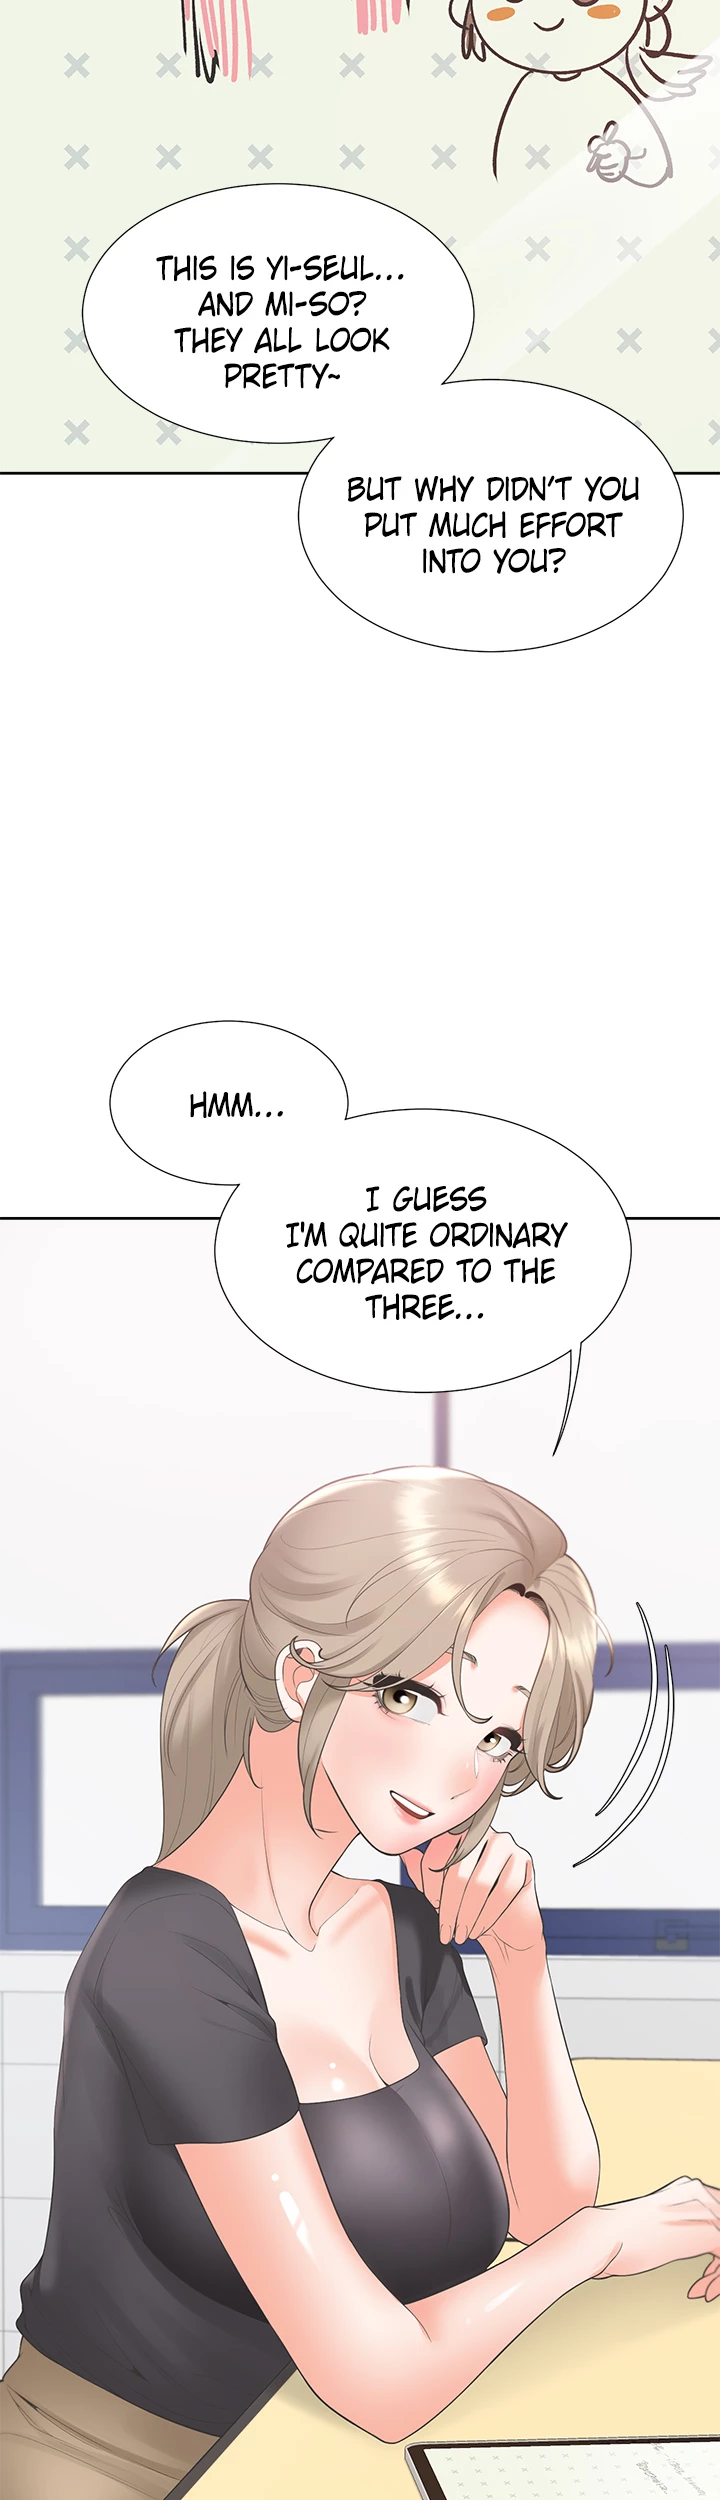 THIS IS YI-SEUL...
AND MI-SO?
THEY ALL LOOK
PRETTY~
BUT WHY DIDN'T YOU
PUT MUCH EFFORT
INTO YOU?
HMM...
I GUESS
I'M QUITE ORDINARY
COMPARED TO THE
THREE...